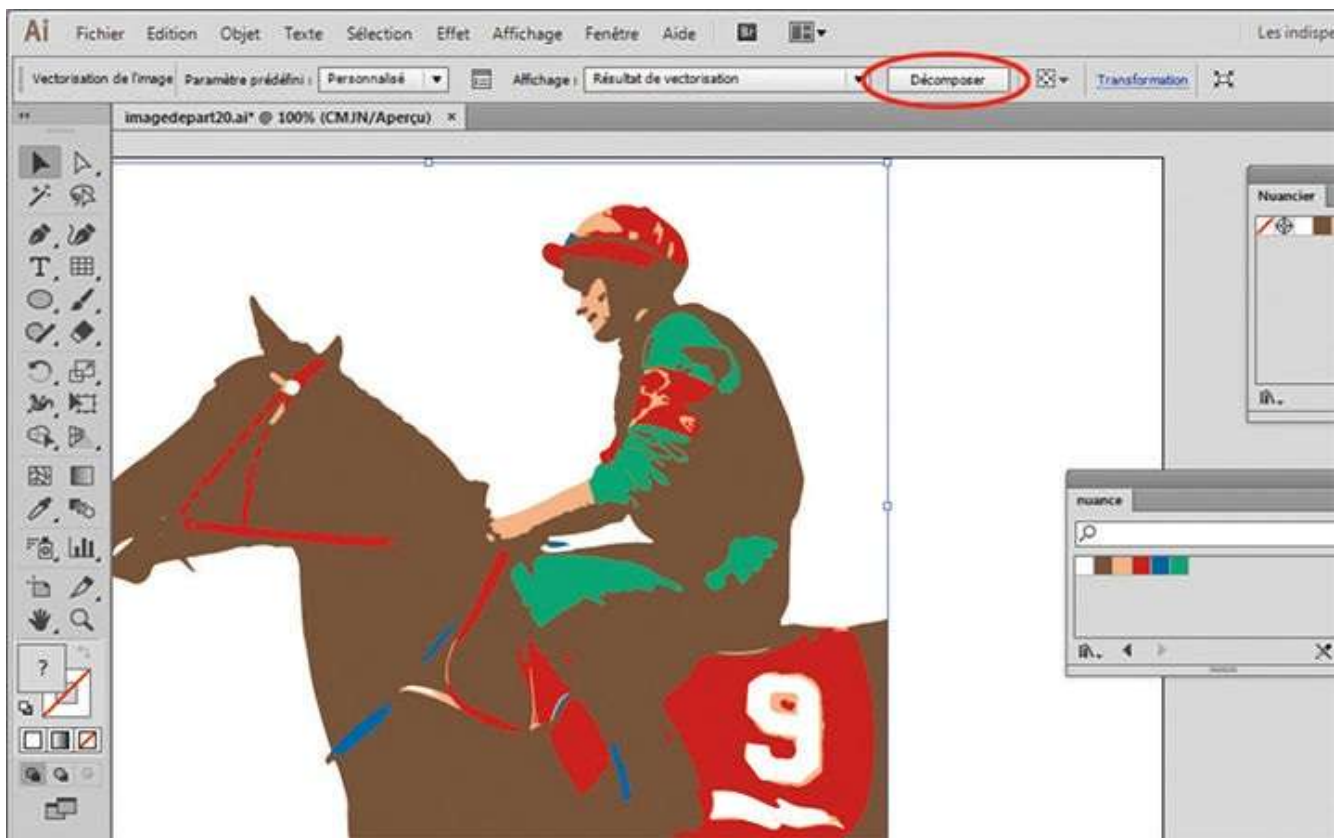 Ai Fichier Edition Objet Texte Sélection Effet Affichage Fenêtre Aide Br Les indispe
Vectorisation de l'image Paramètre prédéfini : Personnalisé Affichage : Résultat de vectorisation Décomposer Transformation
imagedepart20.ai* @ 100% (CMJN/Aperçu) ×
Nuancier
nuance
?
9